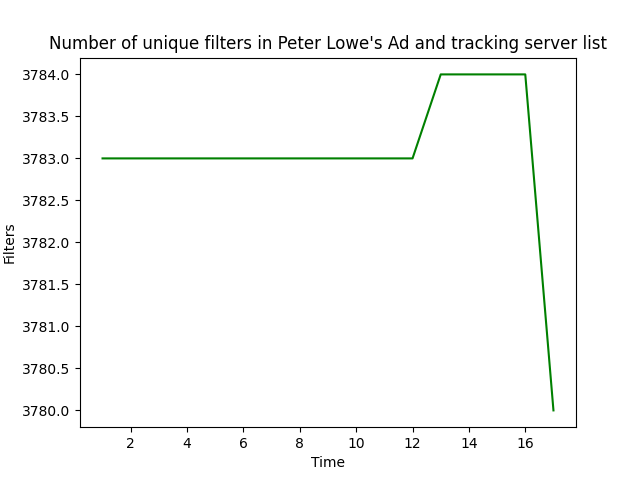 Number of unique filters in Peter Lowe's Ad and tracking server list
3784.0
3783.5
3783.0
3782.5
3782.0
3781.5
3781.0
3780.5
3780.0
Filters
2 4 6 8 10 12 14 16
Time